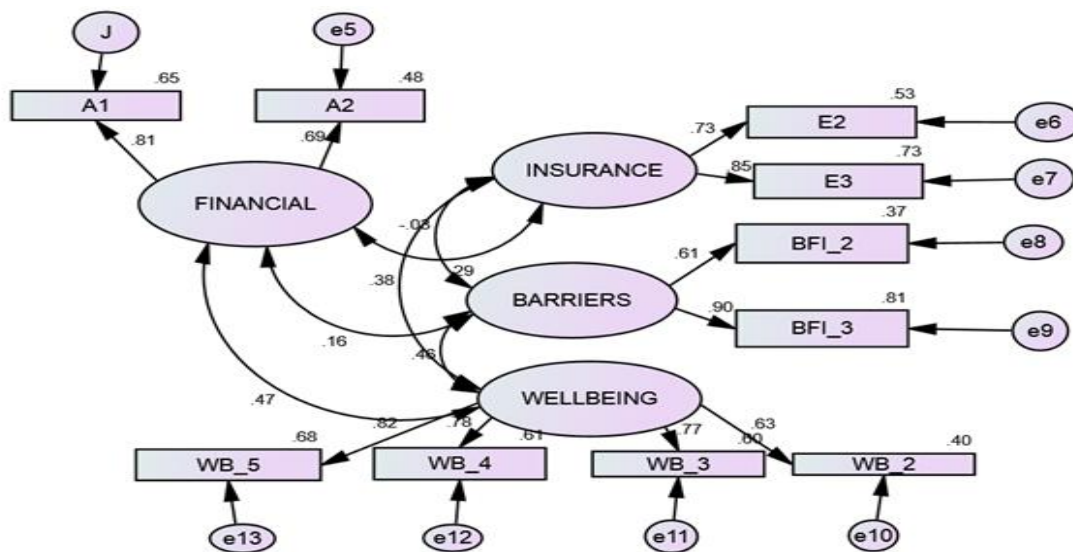 J
e5
.65
.48
A1
A2
.53
E2
e6
.81
.69
.73
INSURANCE
.73
.85
E3
e7
FINANCIAL
-.03
.37
BFI_2
e8
.61
.29
.38
BARRIERS
.81
.90
BFI_3
e9
.16
.46
WELLBEING
.47
.82
.78
.77
.63
.68
.61
.60
.40
WB_5
WB_4
WB_3
WB_2
e13
e12
e11
e10